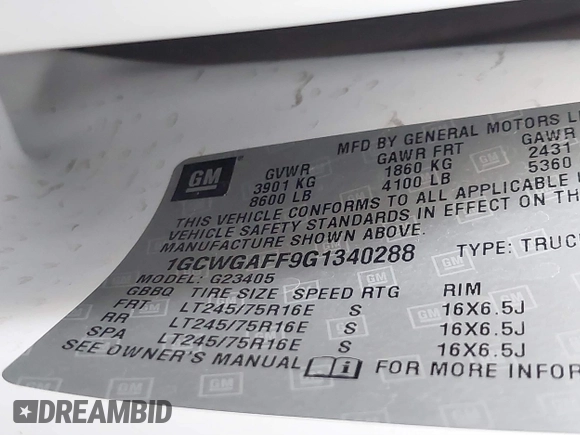 MFD BY GENERAL MOTORS
GM
GVWR GAWR FRT GAWR
3901 KG 1860 KG 2431
8600 LB 4100 LB 5360
THIS VEHICLE CONFORMS TO ALL APPLICABLE
VEHICLE SAFETY STANDARDS IN EFFECT ON THE
MANUFACTURE SHOWN ABOVE.
1GCWGAFF9G1340288 TYPE: TRUC
MODEL: G23405
GBBQ TIRE SIZE SPEED RTG RIM
FRT LT245/75R16E S 16X6.5J
RR LT245/75R16E S 16X6.5J
SPA LT245/75R16E S 16X6.5J
SEE OWNER'S MANUAL i FOR MORE INFOR
DREAMBID